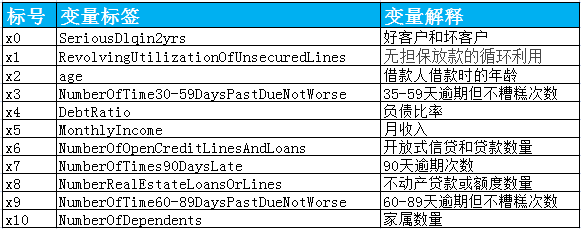 标号 变量标签 变量解释
x0 SeriousDlqin2yrs 好客户和坏客户
x1 RevolvingUtilizationOfUnsecuredLines 无担保放款的循环利用
x2 age 借款人借款时的年龄
x3 NumberOfTime30-59DaysPastDueNotWorse 35-59天逾期但不糟糕次数
x4 DebtRatio 负债比率
x5 MonthlyIncome 月收入
x6 NumberOfOpenCreditLinesAndLoans 开放式信贷和贷款数量
x7 NumberOfTimes90DaysLate 90天逾期次数
x8 NumberRealEstateLoansOrLines 不动产贷款或额度数量
x9 NumberOfTime60-89DaysPastDueNotWorse 60-89天逾期但不糟糕次数
x10 NumberOfDependents 家属数量